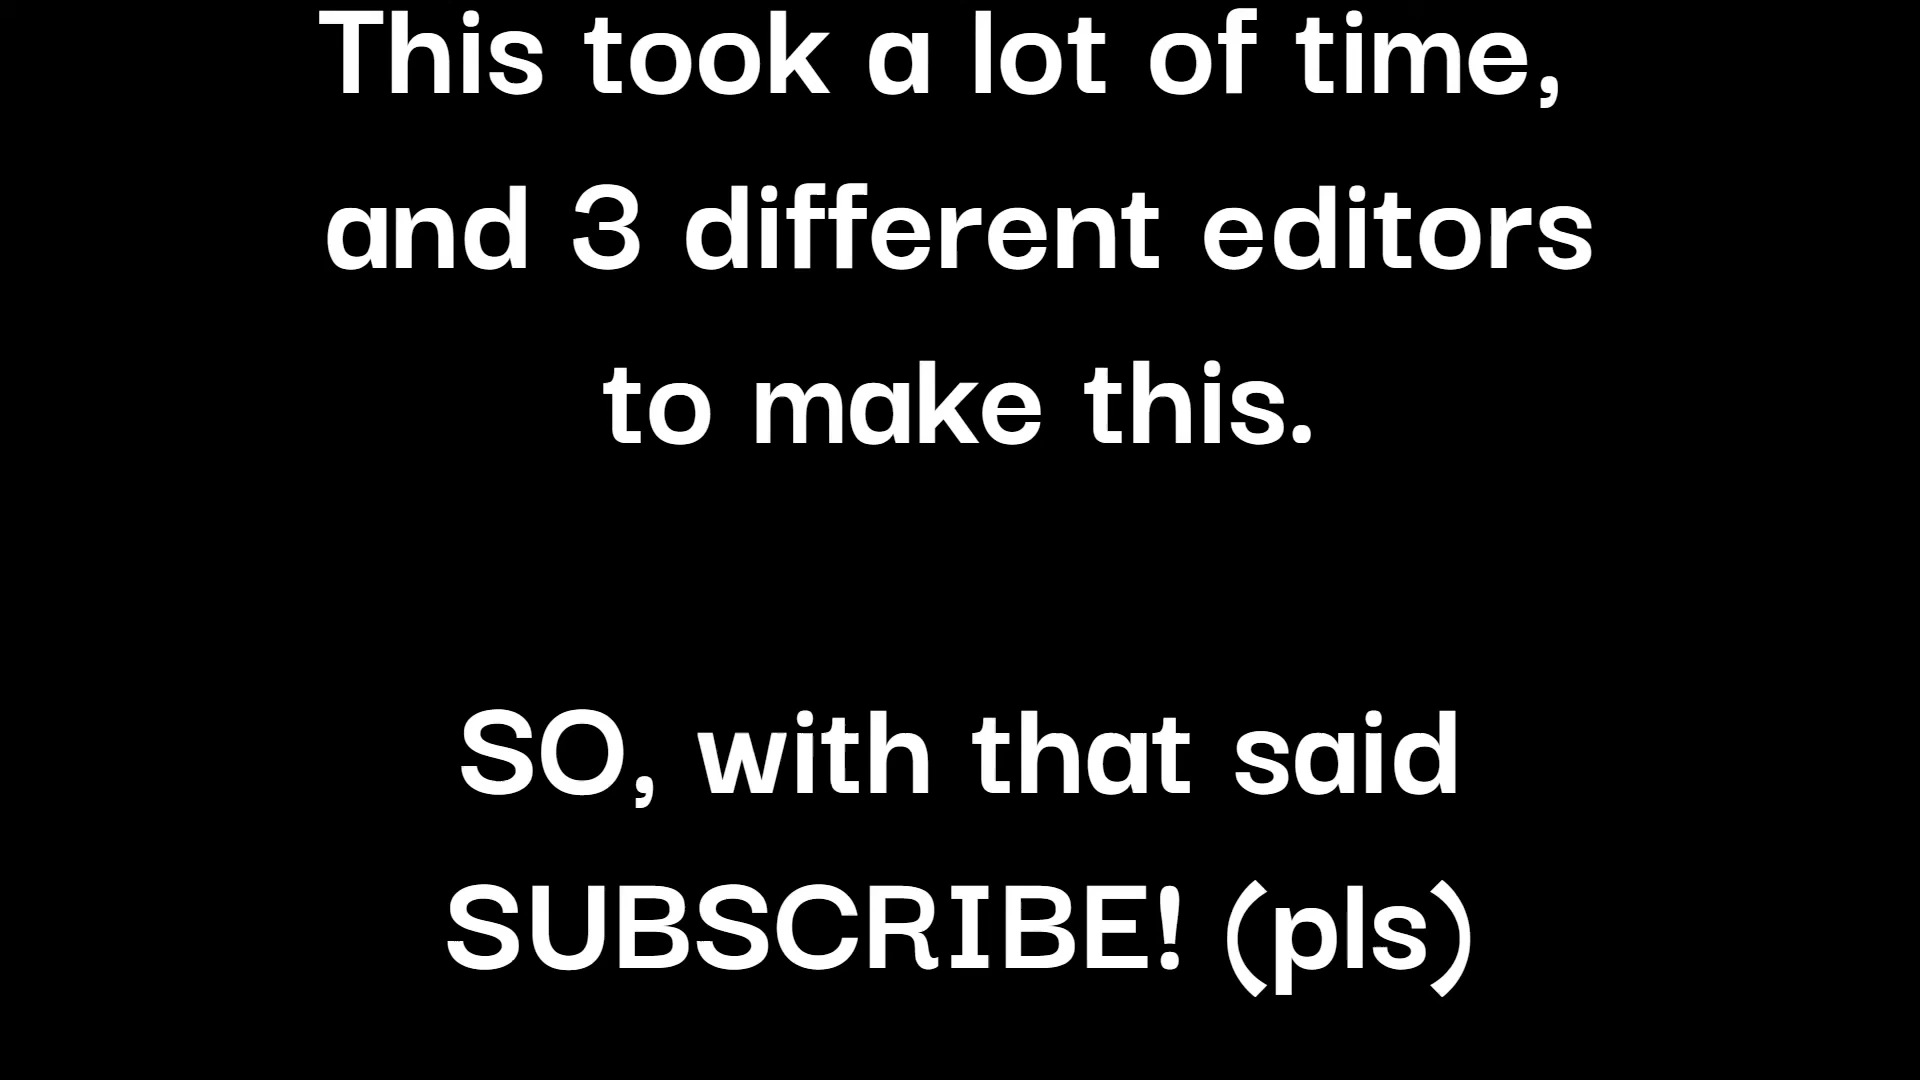 This took a lot of time,
and 3 different editors
to make this.
SO, with that said
SUBSCRIBE! (pls)